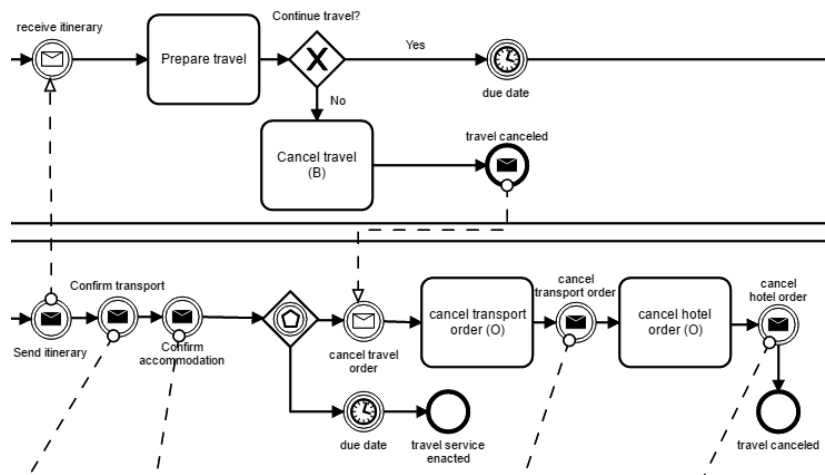 Continue travel?
receive itinerary
Prepare travel
X
Yes
due date
No
travel canceled
Cancel travel
(B)
Confirm transport
Send itinerary
Confirm
accommodation
cancel travel
order
cancel transport
order (O)
cancel
transport order
cancel hotel
order (O)
cancel
hotel order
due date
travel service
enacted
travel canceled